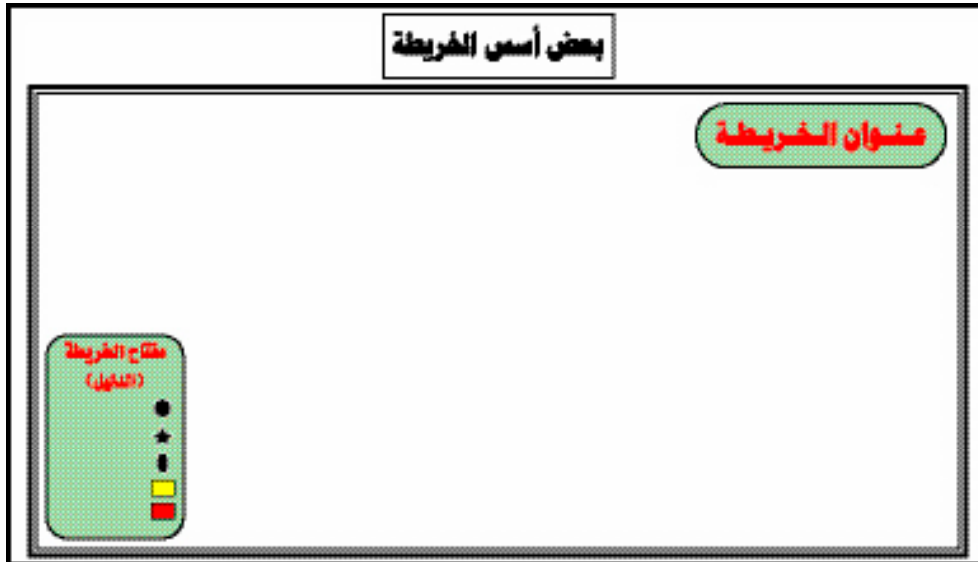 بعض أسس الخريطة
عنوان الخريطة
مفتاح الخريطة
(الدليل)